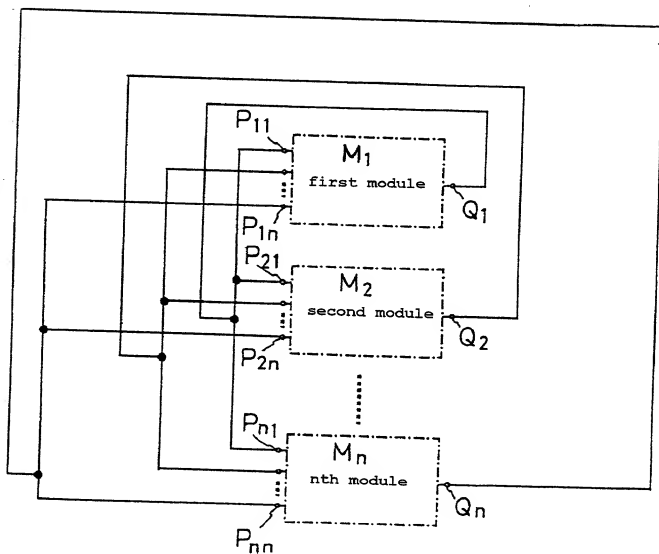 P11
M1
first module
Q1
P1n
P21
M2
second module
Q2
P2n
Pn1
Mn
nth module
Qn
Pnn